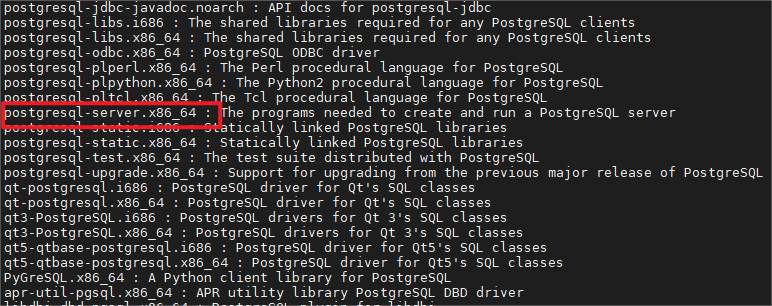 postgresql-jdbc-javadoc.noarch : API docs for postgresql-jdbc
postgresql-libs.i686 : The shared libraries required for any PostgreSQL clients
postgresql-libs.x86_64 : The shared libraries required for any PostgreSQL clients
postgresql-odbc.x86_64 : PostgreSQL ODBC driver
postgresql-plperl.x86_64 : The Perl procedural language for PostgreSQL
postgresql-plpython.x86_64 : The Python2 procedural language for PostgreSQL
postgresql-pltcl.x86_64 : The Tcl procedural language for PostgreSQL
postgresql-server.x86_64 : The programs needed to create and run a PostgreSQL server
postgresql-static.i686 : Statically linked PostgreSQL libraries
postgresql-static.x86_64 : Statically linked PostgreSQL libraries
postgresql-test.x86_64 : The test suite distributed with PostgreSQL
postgresql-upgrade.x86_64 : Support for upgrading from the previous major release of PostgreSQL
qt-postgresql.i686 : PostgreSQL driver for Qt's SQL classes
qt-postgresql.x86_64 : PostgreSQL driver for Qt's SQL classes
qt3-PostgreSQL.i686 : PostgreSQL drivers for Qt 3's SQL classes
qt3-PostgreSQL.x86_64 : PostgreSQL drivers for Qt 3's SQL classes
qt5-qtbase-postgresql.i686 : PostgreSQL driver for Qt5's SQL classes
qt5-qtbase-postgresql.x86_64 : PostgreSQL driver for Qt5's SQL classes
PyGreSQL.x86_64 : A Python client library for PostgreSQL
apr-util-pgsql.x86_64 : APR utility library PostgreSQL DBD driver